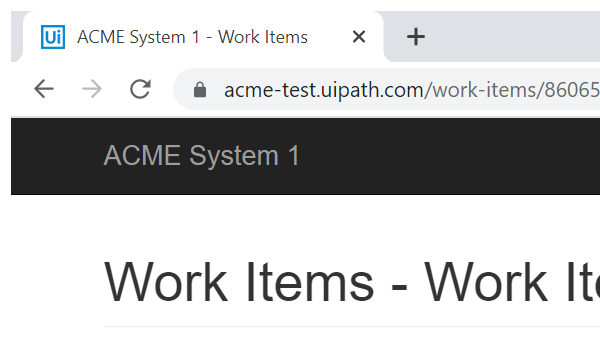 Ui ACME System 1 - Work Items
acme-test.uipath.com/work-items/86065
ACME System 1
Work Items - Work Ite